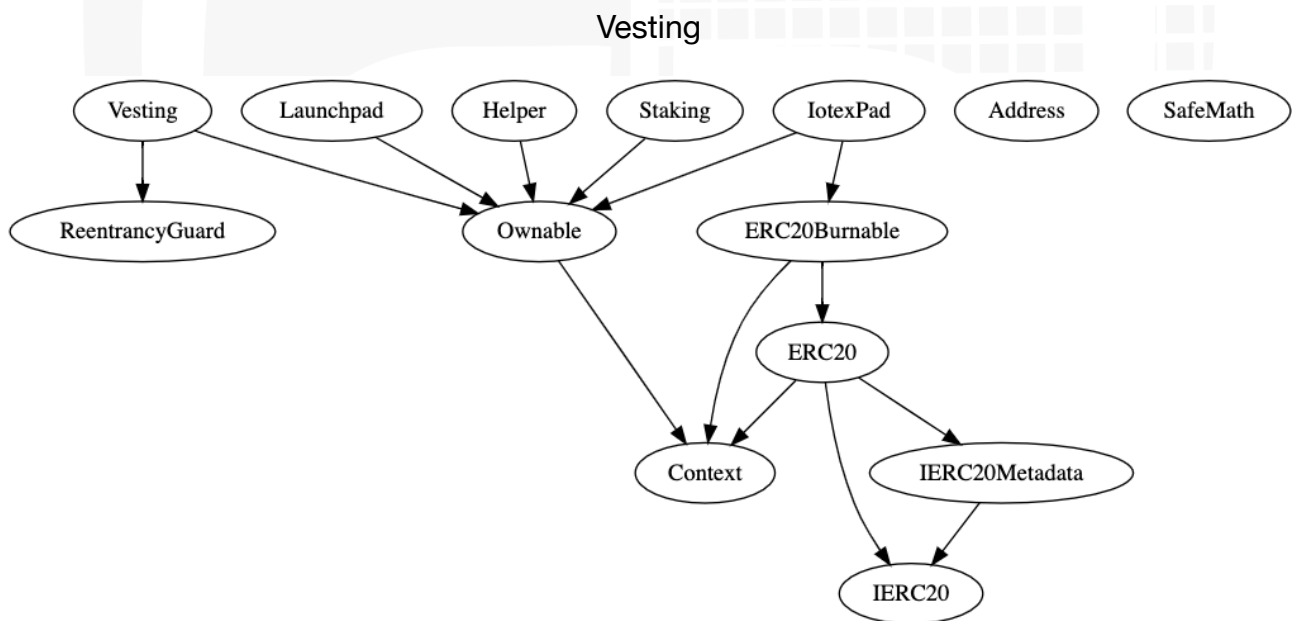 Vesting
Vesting
Launchpad
Helper
Staking
IotexPad
Address
SafeMath
ReentrancyGuard
Ownable
ERC20Burnable
ERC20
Context
IERC20Metadata
IERC20